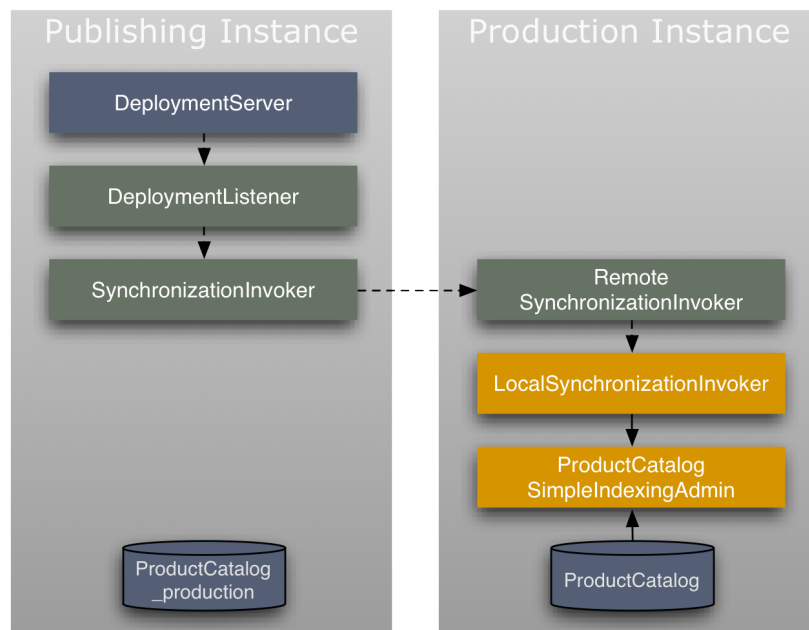 Publishing Instance
DeploymentServer
DeploymentListener
SynchronizationInvoker
ProductCatalog
_production
Production Instance
Remote
SynchronizationInvoker
LocalSynchronizationInvoker
ProductCatalog
SimpleIndexingAdmin
ProductCatalog